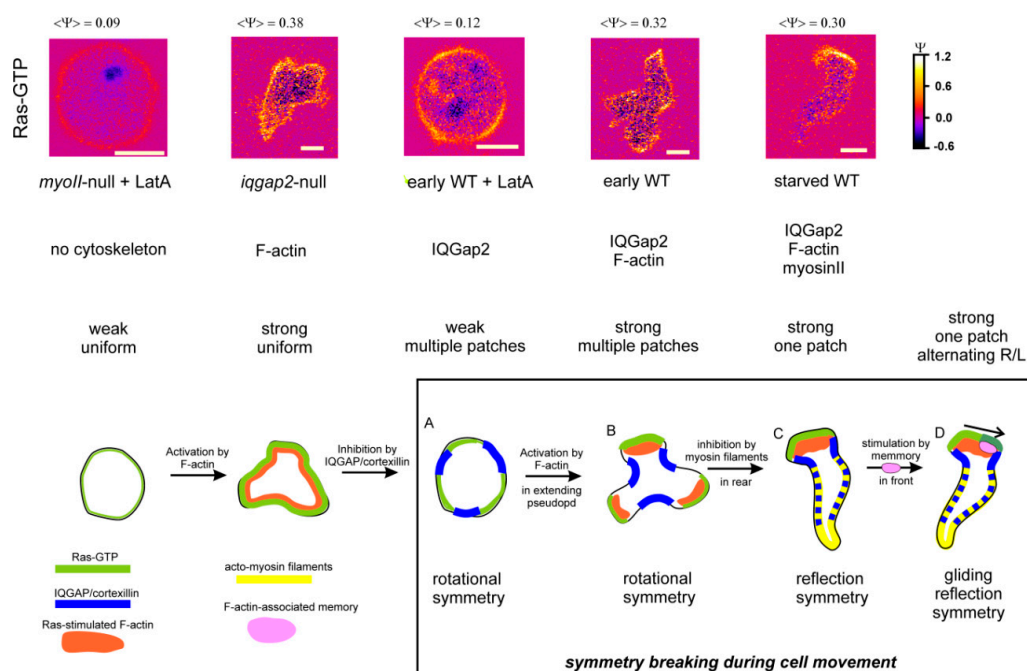 <Ψ> = 0.09
<Ψ> = 0.38
<Ψ> = 0.12
<Ψ> = 0.32
<Ψ> = 0.30
Ras-GTP
Ψ
1.2
0.6
0.0
-0.6
myoII-null + LatA
iqgap2-null
early WT + LatA
early WT
starved WT
no cytoskeleton
F-actin
IQGap2
IQGap2
F-actin
IQGap2
F-actin
myosinII
weak
uniform
strong
uniform
weak
multiple patches
strong
multiple patches
strong
one patch
strong
one patch
alternating R/L
Activation by
F-actin
Inhibition by
IQGAP/cortexillin
A
Activation by
F-actin
in extending
pseudopd
B
inhibition by
myosin filaments
in rear
C
stimulation by
memmory
in front
D
Ras-GTP
IQGAP/cortexillin
Ras-stimulated F-actin
acto-myosin filaments
F-actin-associated memory
rotational
symmetry
rotational
symmetry
reflection
symmetry
gliding
reflection
symmetry
symmetry breaking during cell movement